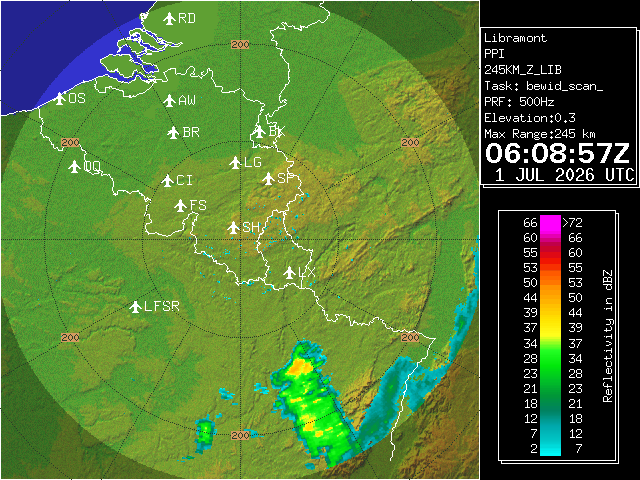 RD
200
OS
AW
BR
BK
200
200
QQ
LG
CI
SP
FS
SH
LX
LFSR
200
200
200
Libramont
PPI
245KM_Z_LIB
Task: bewid_scan_
PRF: 500Hz
Elevation:0.3
Max Range:245 km
06:08:57Z
1 JUL 2026 UTC
66 >72
60 66
55 60
53 55
50 53
44 50
39 44
37 39
34 37
28 34
23 28
21 23
18 21
12 18
7 12
2 7
Reflectivity in dBZ